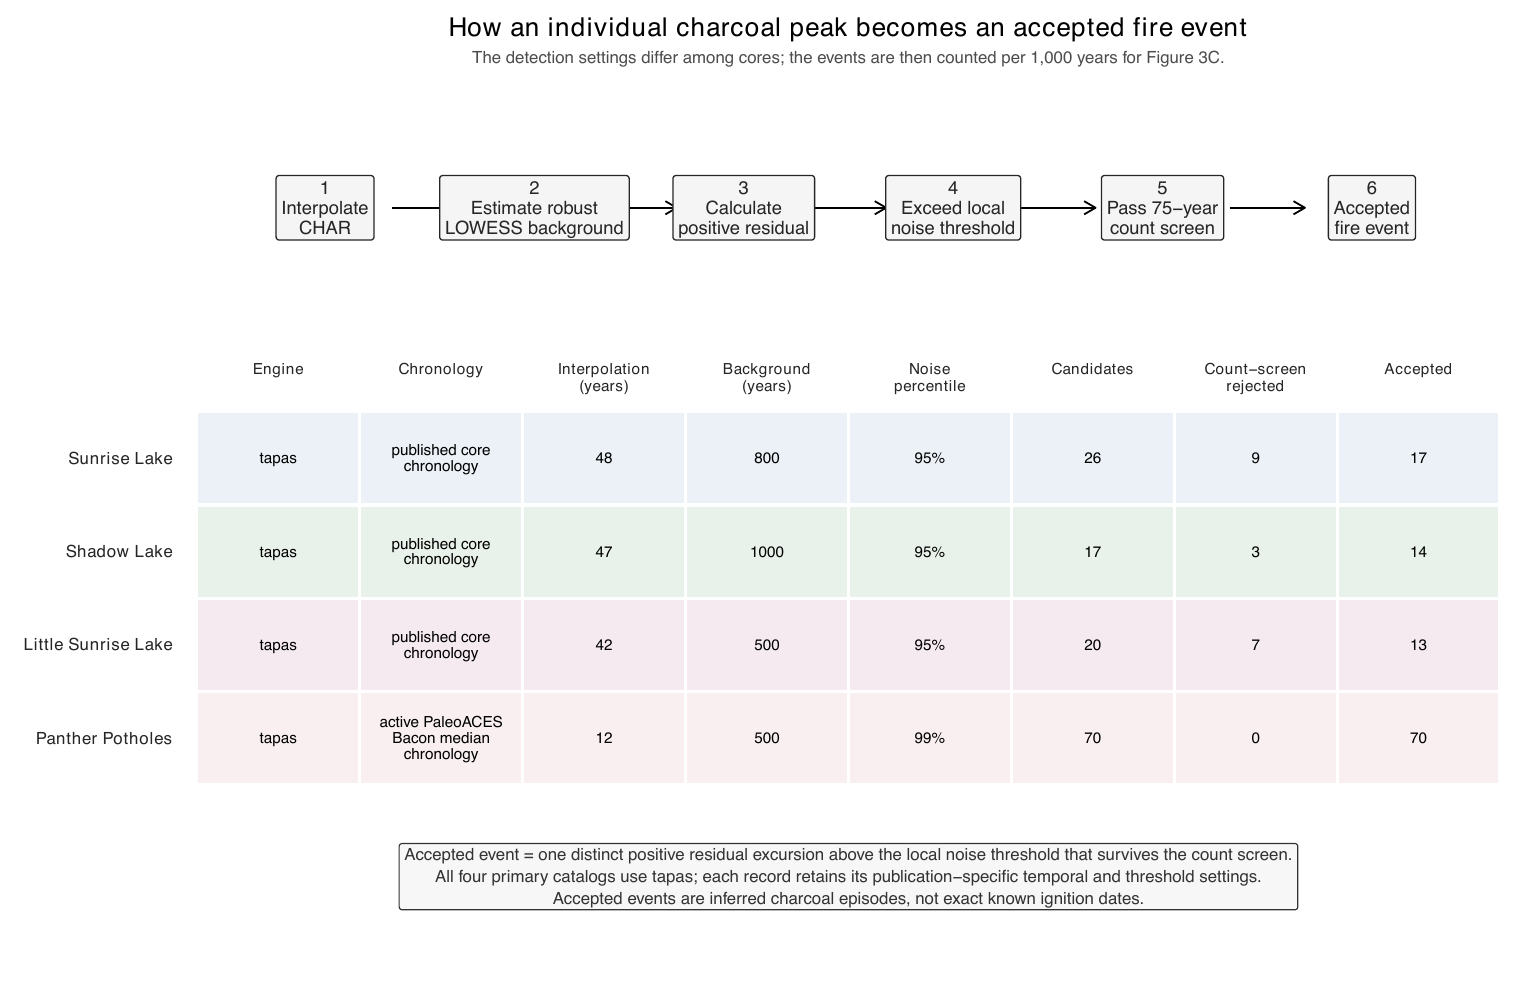 How an individual charcoal peak becomes an accepted fire event
The detection settings differ among cores; the events are then counted per 1,000 years for Figure 3C.
1
Interpolate
CHAR
2
Estimate robust
LOWESS background
3
Calculate
positive residual
4
Exceed local
noise threshold
5
Pass 75−year
count screen
6
Accepted
fire event
Engine
Chronology
Interpolation
(years)
Background
(years)
Noise
percentile
Candidates
Count−screen
rejected
Accepted
Sunrise Lake
tapas
published core
chronology
48
800
95%
26
9
17
Shadow Lake
tapas
published core
chronology
47
1000
95%
17
3
14
Little Sunrise Lake
tapas
published core
chronology
42
500
95%
20
7
13
Panther Potholes
tapas
active PaleoACES
Bacon median
chronology
12
500
99%
70
0
70
Accepted event = one distinct positive residual excursion above the local noise threshold that survives the count screen.
All four primary catalogs use tapas; each record retains its publication−specific temporal and threshold settings.
Accepted events are inferred charcoal episodes, not exact known ignition dates.